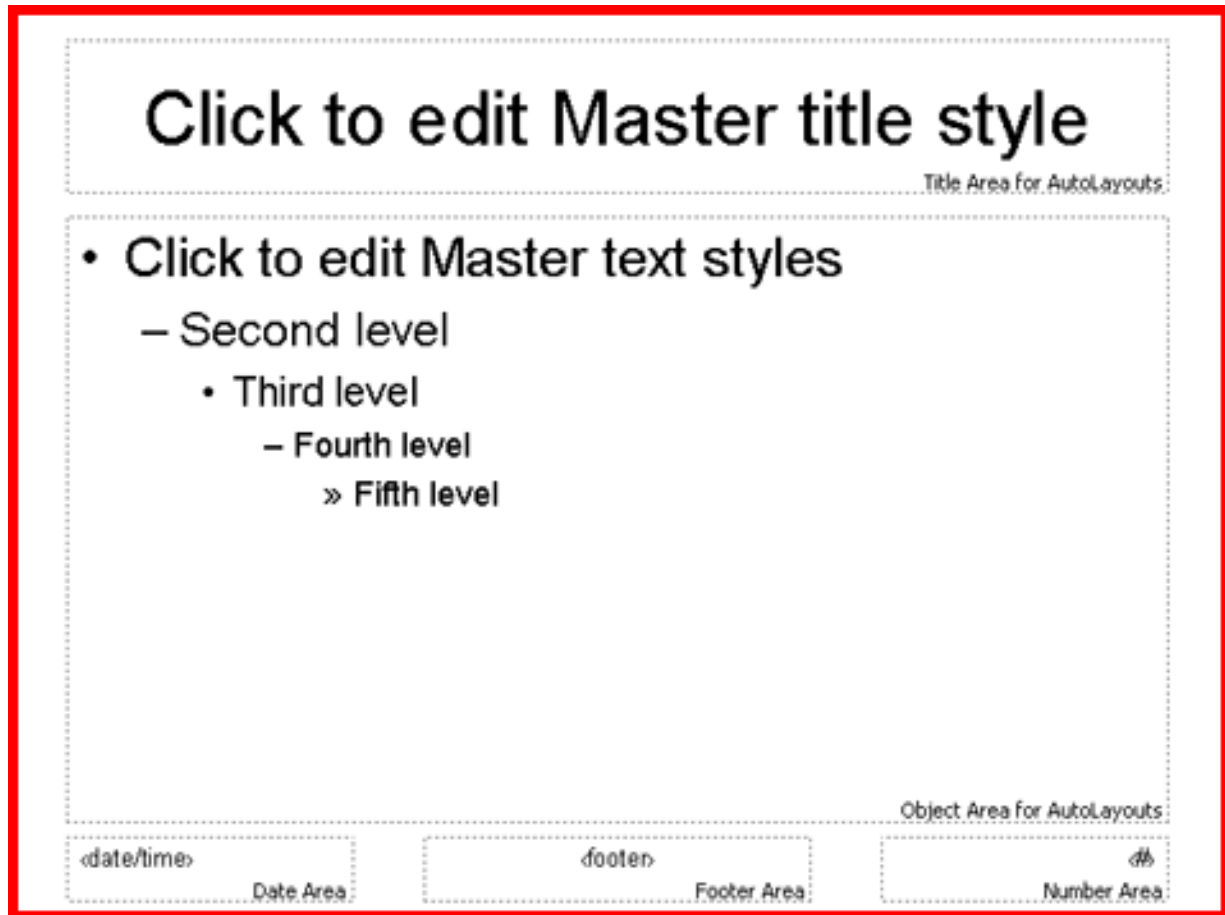 Click to edit Master title style
Title Area for AutoLayouts
• Click to edit Master text styles
– Second level
• Third level
– Fourth level
» Fifth level
Object Area for AutoLayouts
<date/time>
Date Area
<footer>
Footer Area
<#>
Number Area